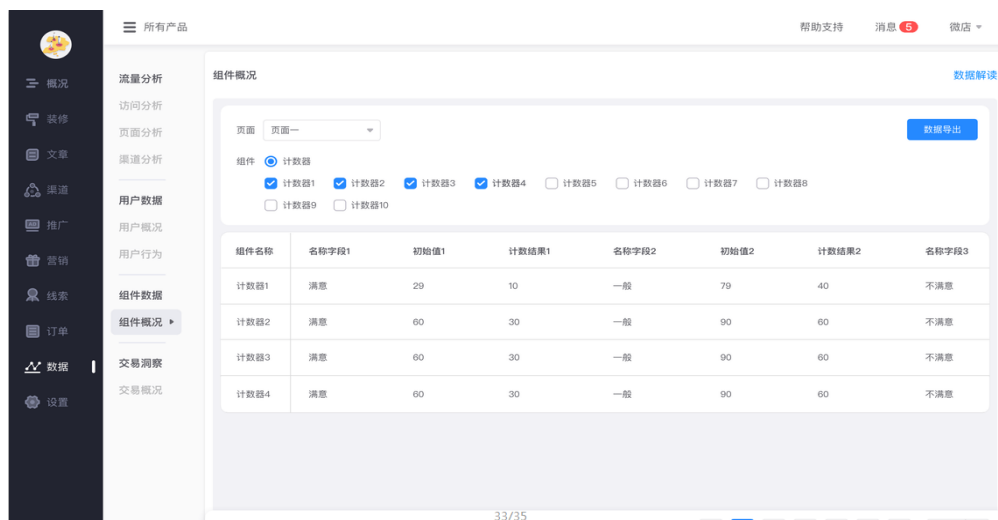 所有产品
帮助支持 消息 5 微店
概况
装修
文章
渠道
推广
营销
线索
订单
数据
设置
流量分析
访问分析
页面分析
渠道分析
用户数据
用户概况
用户行为
组件数据
组件概况
交易洞察
交易概况
组件概况 数据解读
页面 页面一 数据导出
组件 计数器
计数器1 计数器2 计数器3 计数器4 计数器5 计数器6 计数器7 计数器8
计数器9 计数器10
组件名称 名称字段1 初始值1 计数结果1 名称字段2 初始值2 计数结果2 名称字段3
计数器1 满意 29 10 一般 79 40 不满意
计数器2 满意 60 30 一般 90 60 不满意
计数器3 满意 60 30 一般 90 60 不满意
计数器4 满意 60 30 一般 90 60 不满意
33/35